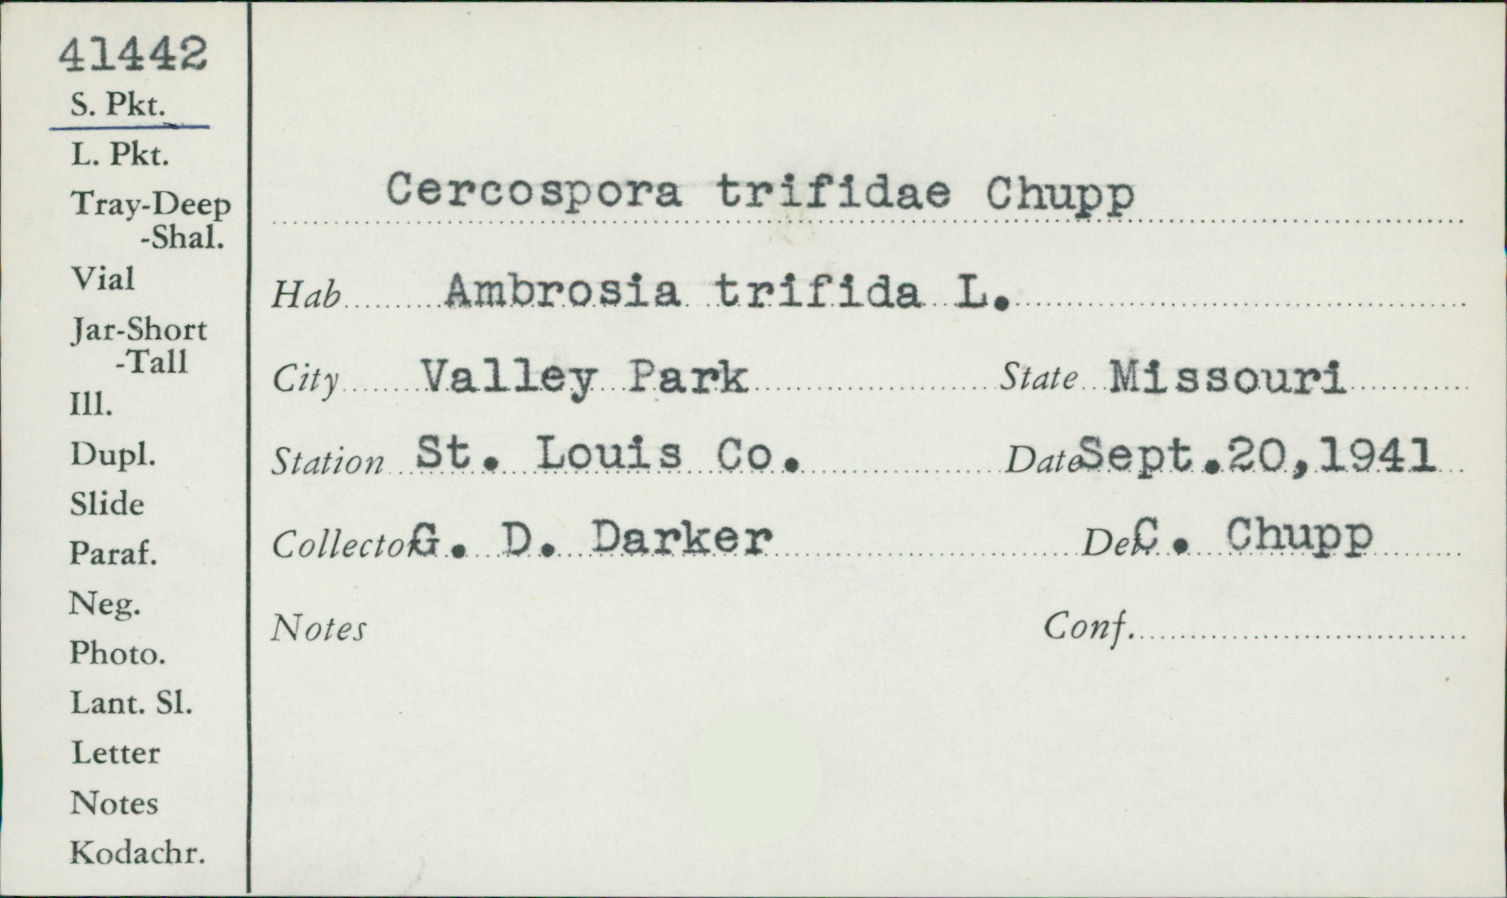 41442
S. Pkt.
L. Pkt.
Tray-Deep
-Shal.
Vial
Jar-Short
-Tall
Ill.
Dupl.
Slide
Paraf.
Neg.
Photo.
Lant. Sl.
Letter
Notes
Kodachr.
Cercospora trifidae Chupp
Hab Ambrosia trifida L.
City Valley Park State Missouri
Station St. Louis Co. Date Sept.20,1941
Collector G. D. Darker Det. C. Chupp
Notes Conf.